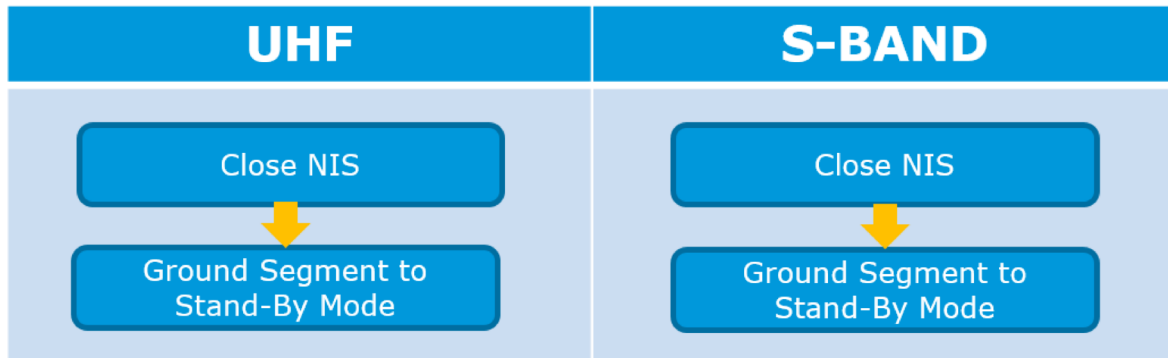 UHF
S-BAND
Close NIS
Close NIS
Ground Segment to
Stand-By Mode
Ground Segment to
Stand-By Mode